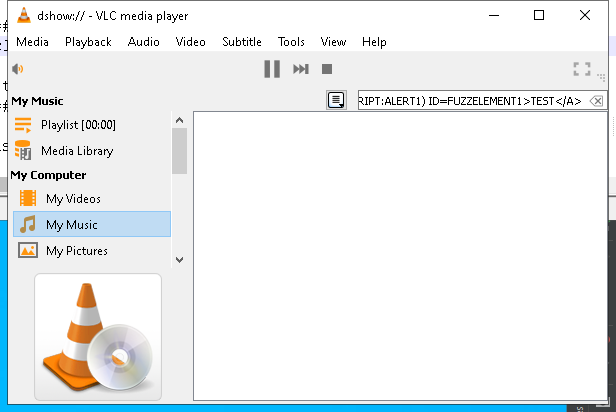 dshow:// - VLC media player
Media Playback Audio Video Subtitle Tools View Help
My Music
RIPT:ALERT1) ID=FUZZELEMENT1>TEST</A>
Playlist [00:00]
Media Library
My Computer
My Videos
My Music
My Pictures